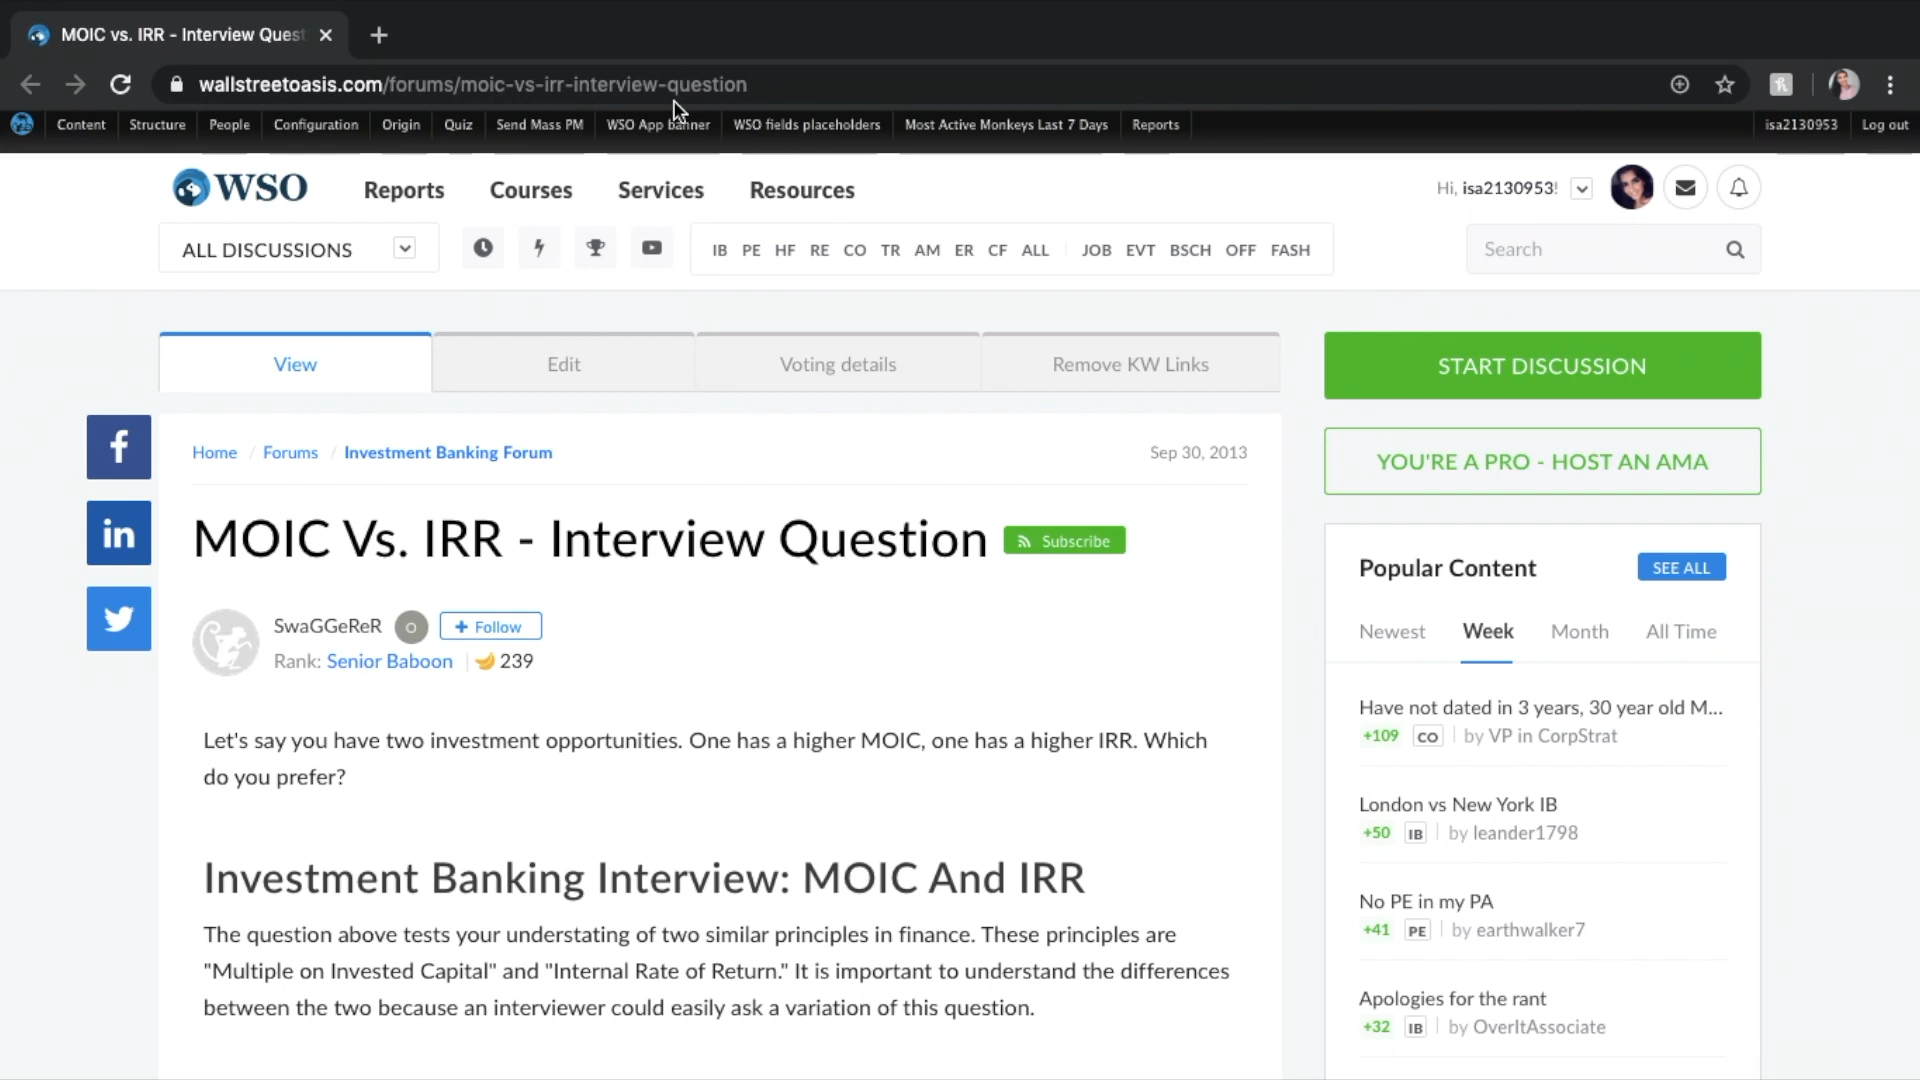 MOIC vs. IRR - Interview Quest
wallstreetoasis.com/forums/moic-vs-irr-interview-question
Content Structure People Configuration Origin Quiz Send Mass PM WSO App banner WSO fields placeholders Most Active Monkeys Last 7 Days Reports isa2130953 Log out
WSO Reports Courses Services Resources Hi, isa2130953!
ALL DISCUSSIONS IB PE HF RE CO TR AM ER CF ALL JOB EVT BSCH OFF FASH Search
View Edit Voting details Remove KW Links
START DISCUSSION
Home / Forums / Investment Banking Forum Sep 30, 2013
YOU'RE A PRO - HOST AN AMA
MOIC Vs. IRR - Interview Question Subscribe
SwaGGeReR O + Follow
Rank: Senior Baboon 239
Let's say you have two investment opportunities. One has a higher MOIC, one has a higher IRR. Which
do you prefer?
Investment Banking Interview: MOIC And IRR
The question above tests your understating of two similar principles in finance. These principles are
"Multiple on Invested Capital" and "Internal Rate of Return." It is important to understand the differences
between the two because an interviewer could easily ask a variation of this question.
Popular Content SEE ALL
Newest Week Month All Time
Have not dated in 3 years, 30 year old M...
+109 CO by VP in CorpStrat
London vs New York IB
+50 IB by leander1798
No PE in my PA
+41 PE by earthwalker7
Apologies for the rant
+32 IB by OverItAssociate